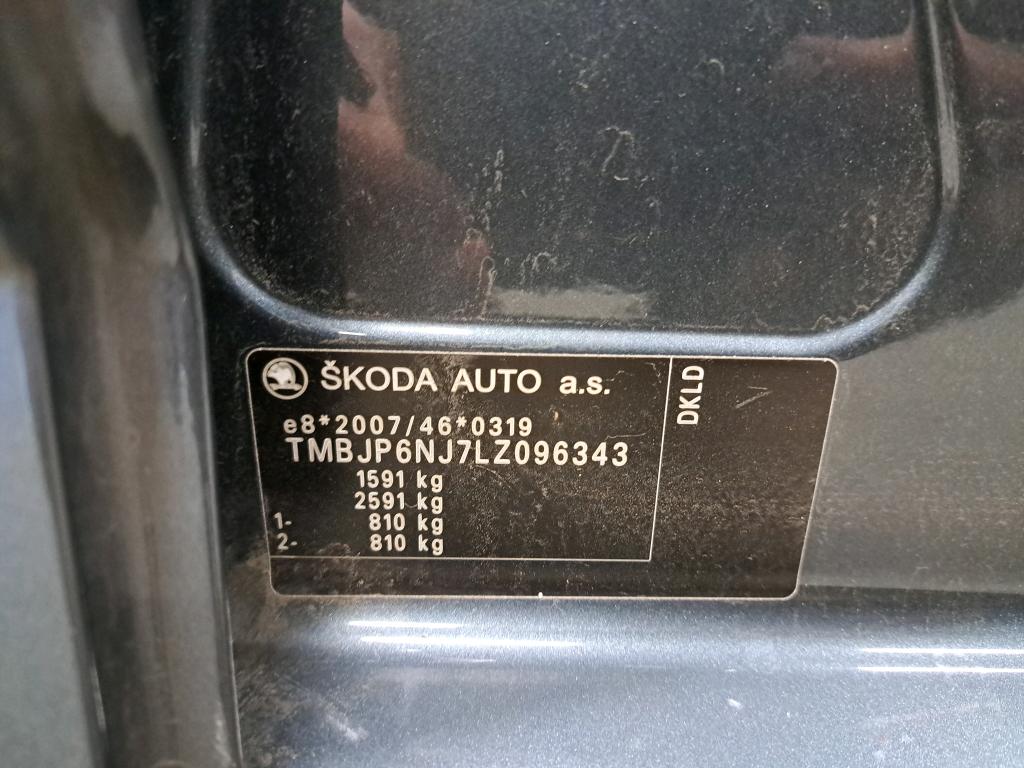 ŠKODA AUTO a.s.
e8*2007/46*0319
TMBJP6NJ7LZ096343
1591 kg
2591 kg
1- 810 kg
2- 810 kg
DKLD